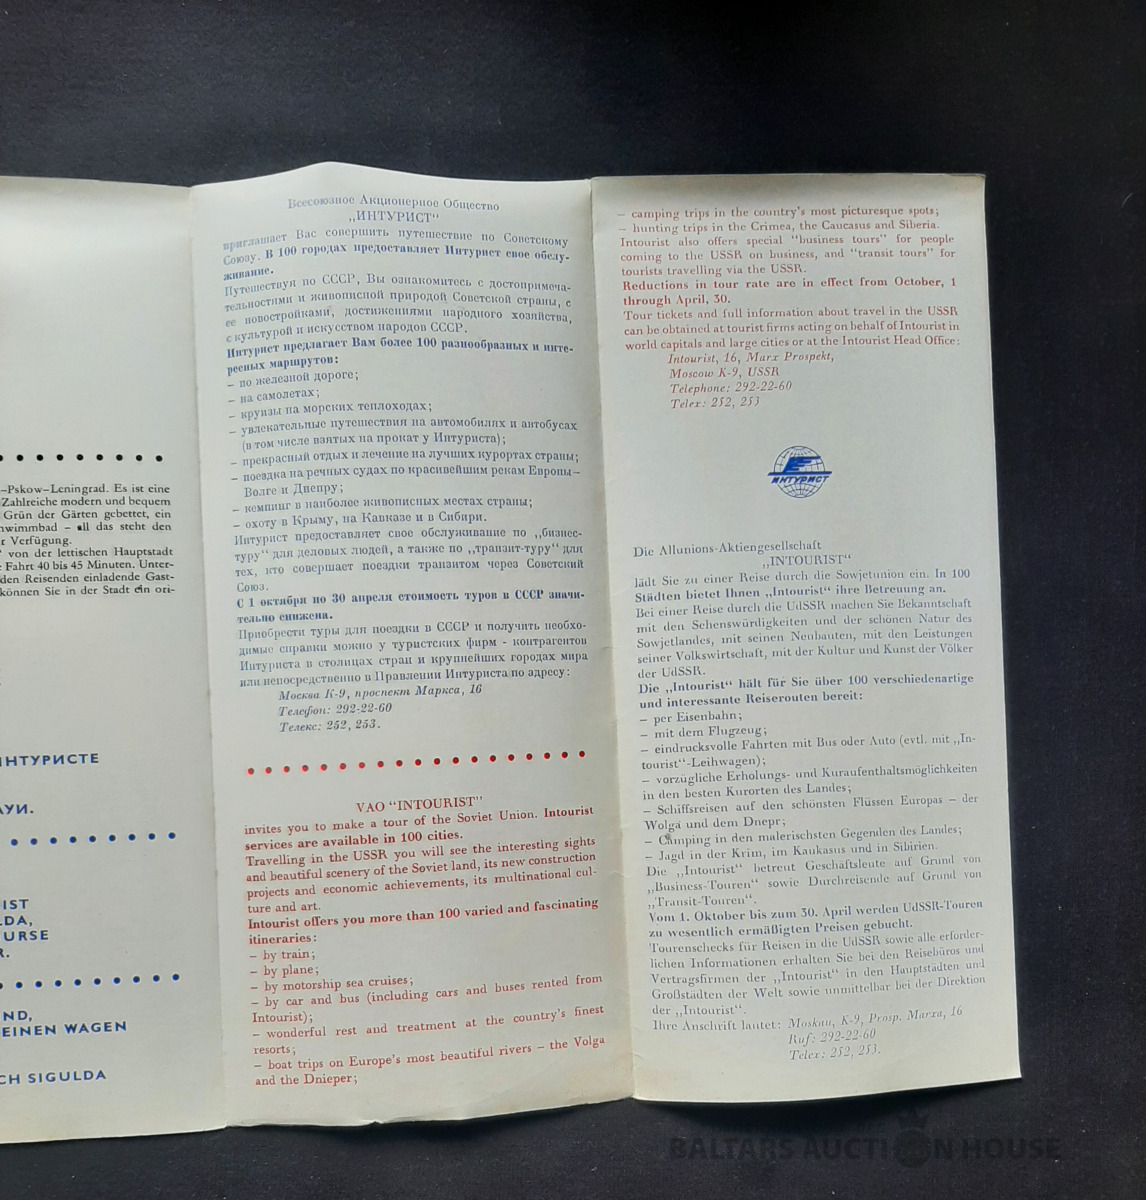 –Pskow–Leningrad. Es ist eine
Zahlreiche modern und bequem
Grün der Gärten gebettet, ein
wimmbad – all das steht den
r Verfügung.
" von der lettischen Hauptstadt
Fahrt 40 bis 45 Minuten. Unter-
den Reisenden einladende Gast-
können Sie in der Stadt ein ori-
ИНТУРИСТЕ
АУИ.
IST
LDA,
OURSE
R.
ND,
EINEN WAGEN
CH SIGULDA
Всесоюзное Акционерное Общество
„ИНТУРИСТ“
приглашает Вас совершить путешествие по Советскому
Союзу. В 100 городах предоставляет Интурист свое обслу-
живание.
Путешествуя по СССР, Вы ознакомитесь с достопримеча-
тельностями и живописной природой Советской страны, с
ее новостройками, достижениями народного хозяйства,
с культурой и искусством народов СССР.
Интурист предлагает Вам более 100 разнообразных и инте-
ресных маршрутов:
– по железной дороге;
– на самолетах;
– круизы на морских теплоходах;
– увлекательные путешествия на автомобилях и автобусах
(в том числе взятых на прокат у Интуриста);
– прекрасный отдых и лечение на лучших курортах страны;
– поездка на речных судах по красивейшим рекам Европы–
Волге и Днепру;
– кемпинг в наиболее живописных местах страны;
– охоту в Крыму, на Кавказе и в Сибири.
Интурист предоставляет свое обслуживание по „бизнес-
туру“ для деловых людей, а также по „транзит-туру“ для
тех, кто совершает поездки транзитом через Советский
Союз.
С 1 октября по 30 апреля стоимость туров в СССР значи-
тельно снижена.
Приобрести туры для поездки в СССР и получить необхо-
димые справки можно у туристских фирм - контрагентов
Интуриста в столицах стран и крупнейших городах мира
или непосредственно в Правлении Интуриста по адресу:
Москва К-9, проспект Маркса, 16
Телефон: 292-22-60
Телекс: 252, 253.
VAO "INTOURIST"
invites you to make a tour of the Soviet Union. Intourist
services are available in 100 cities.
Travelling in the USSR you will see the interesting sights
and beautiful scenery of the Soviet land, its new construction
projects and economic achievements, its multinational cul-
ture and art.
Intourist offers you more than 100 varied and fascinating
itineraries:
– by train;
– by plane;
– by motorship sea cruises;
– by car and bus (including cars and buses rented from
Intourist);
– wonderful rest and treatment at the country's finest
resorts;
– boat trips on Europe's most beautiful rivers – the Volga
and the Dnieper;
– camping trips in the country's most picturesque spots;
– hunting trips in the Crimea, the Caucasus and Siberia.
Intourist also offers special "business tours" for people
coming to the USSR on business, and "transit tours" for
tourists travelling via the USSR.
Reductions in tour rate are in effect from October, 1
through April, 30.
Tour tickets and full information about travel in the USSR
can be obtained at tourist firms acting on behalf of Intourist in
world capitals and large cities or at the Intourist Head Office:
Intourist, 16, Marx Prospekt,
Moscow K-9, USSR
Telephone: 292-22-60
Telex: 252, 253
ИНТУРИСТ
Die Allunions-Aktiengesellschaft
„INTOURIST“
lädt Sie zu einer Reise durch die Sowjetunion ein. In 100
Städten bietet Ihnen „Intourist“ ihre Betreuung an.
Bei einer Reise durch die UdSSR machen Sie Bekanntschaft
mit den Sehenswürdigkeiten und der schönen Natur des
Sowjetlandes, mit seinen Neubauten, mit den Leistungen
seiner Volkswirtschaft, mit der Kultur und Kunst der Völker
der UdSSR.
Die „Intourist“ hält für Sie über 100 verschiedenartige
und interessante Reiserouten bereit:
– per Eisenbahn;
– mit dem Flugzeug;
– eindrucksvolle Fahrten mit Bus oder Auto (evtl. mit „In-
tourist“-Leihwagen);
– vorzügliche Erholungs- und Kuraufenthaltsmöglichkeiten
in den besten Kurorten des Landes;
– Schiffsreisen auf den schönsten Flüssen Europas – der
Wolga und dem Dnepr;
– Camping in den malerischsten Gegenden des Landes;
– Jagd in der Krim, im Kaukasus und in Sibirien.
Die „Intourist“ betreut Geschäftsleute auf Grund von
„Business-Touren“ sowie Durchreisende auf Grund von
„Transit-Touren“.
Vom 1. Oktober bis zum 30. April werden UdSSR-Touren
zu wesentlich ermäßigten Preisen gebucht.
Tourenschecks für Reisen in die UdSSR sowie alle erforder-
lichen Informationen erhalten Sie bei den Reisebüros und
Vertragsfirmen der „Intourist“ in den Hauptstädten und
Großstädten der Welt sowie unmittelbar bei der Direktion
der „Intourist“.
Ihre Anschrift lautet: Moskau, K-9, Prosp. Marxa, 16
Ruf: 292-22-60
Telex: 252, 253.
BALTARS AUCTION HOUSE